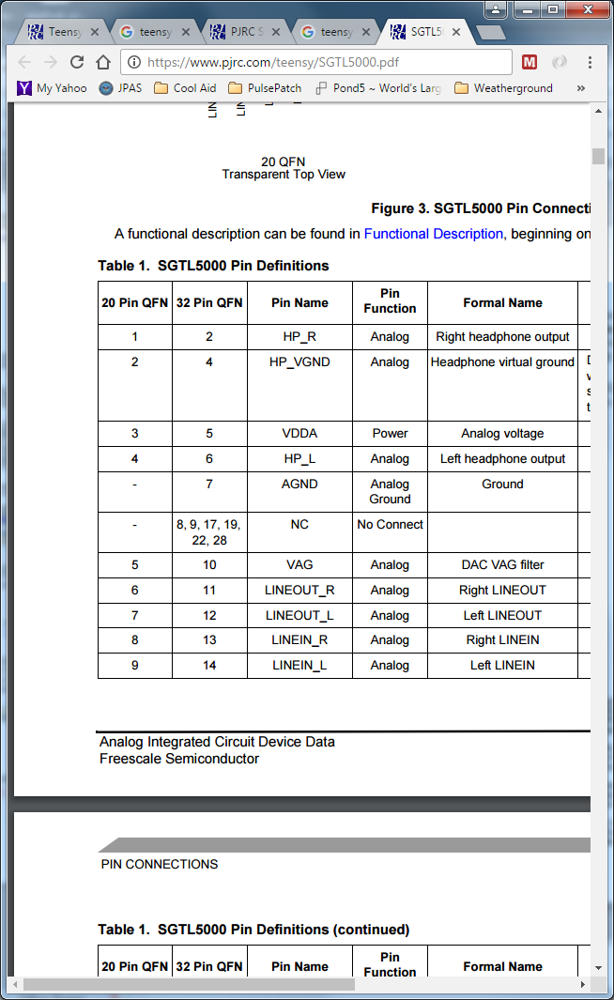 Teensy
teensy
PJRC S
teensy
SGTL5
https://www.pjrc.com/teensy/SGTL5000.pdf
M
My Yahoo JPAS Cool Aid PulsePatch Pond5 ~ World's Larg Weatherground »
LIN
LIN
20 QFN
Transparent Top View
Figure 3. SGTL5000 Pin Connecti
A functional description can be found in Functional Description, beginning on
Table 1. SGTL5000 Pin Definitions
20 Pin QFN 32 Pin QFN Pin Name Pin Function Formal Name
1 2 HP_R Analog Right headphone output
2 4 HP_VGND Analog Headphone virtual ground
3 5 VDDA Power Analog voltage
4 6 HP_L Analog Left headphone output
- 7 AGND Analog Ground Ground
- 8, 9, 17, 19, 22, 28 NC No Connect
5 10 VAG Analog DAC VAG filter
6 11 LINEOUT_R Analog Right LINEOUT
7 12 LINEOUT_L Analog Left LINEOUT
8 13 LINEIN_R Analog Right LINEIN
9 14 LINEIN_L Analog Left LINEIN
Analog Integrated Circuit Device Data
Freescale Semiconductor
PIN CONNECTIONS
Table 1. SGTL5000 Pin Definitions (continued)
20 Pin QFN 32 Pin QFN Pin Name Pin Function Formal Name